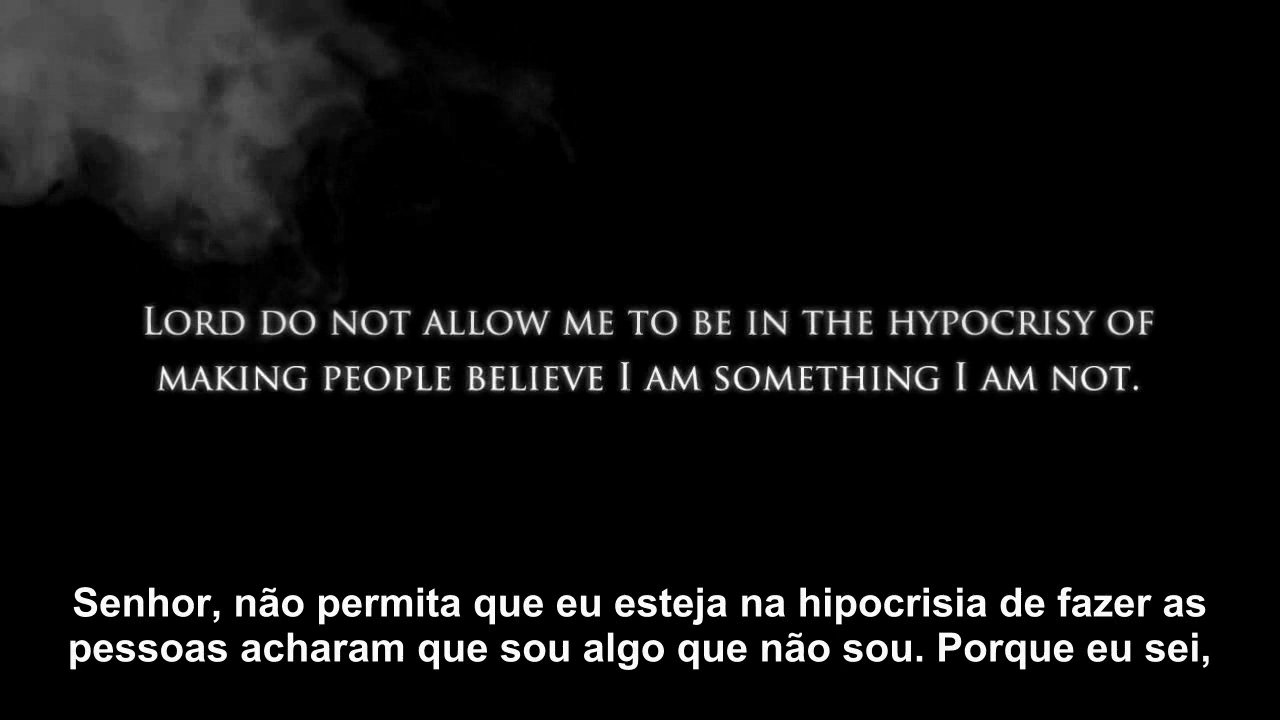 Lord do not allow me to be in the hypocrisy of
making people believe I am something I am not.
Senhor, não permita que eu esteja na hipocrisia de fazer as
pessoas acharam que sou algo que não sou. Porque eu sei,